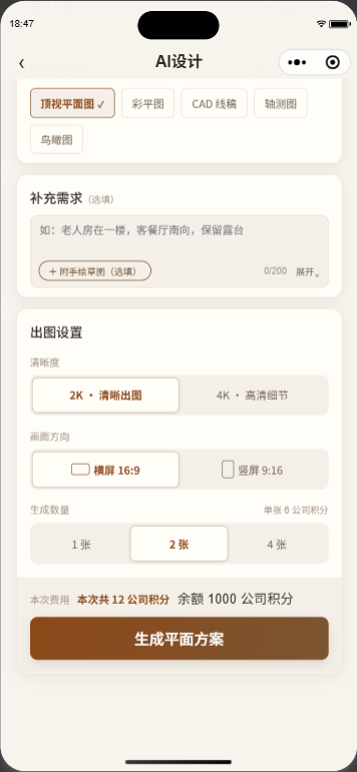 18:47
AI设计
顶视平面图 ✓ 彩平图 CAD 线稿 轴测图
鸟瞰图
补充需求 (选填)
如：老人房在一楼，客餐厅南向，保留露台
＋ 附手绘草图（选填） 0/200 展开
出图设置
清晰度
2K · 清晰出图 4K · 高清细节
画面方向
横屏 16:9 竖屏 9:16
生成数量 单张 6 公司积分
1 张 2 张 4 张
本次费用 本次共 12 公司积分 余额 1000 公司积分
生成平面方案